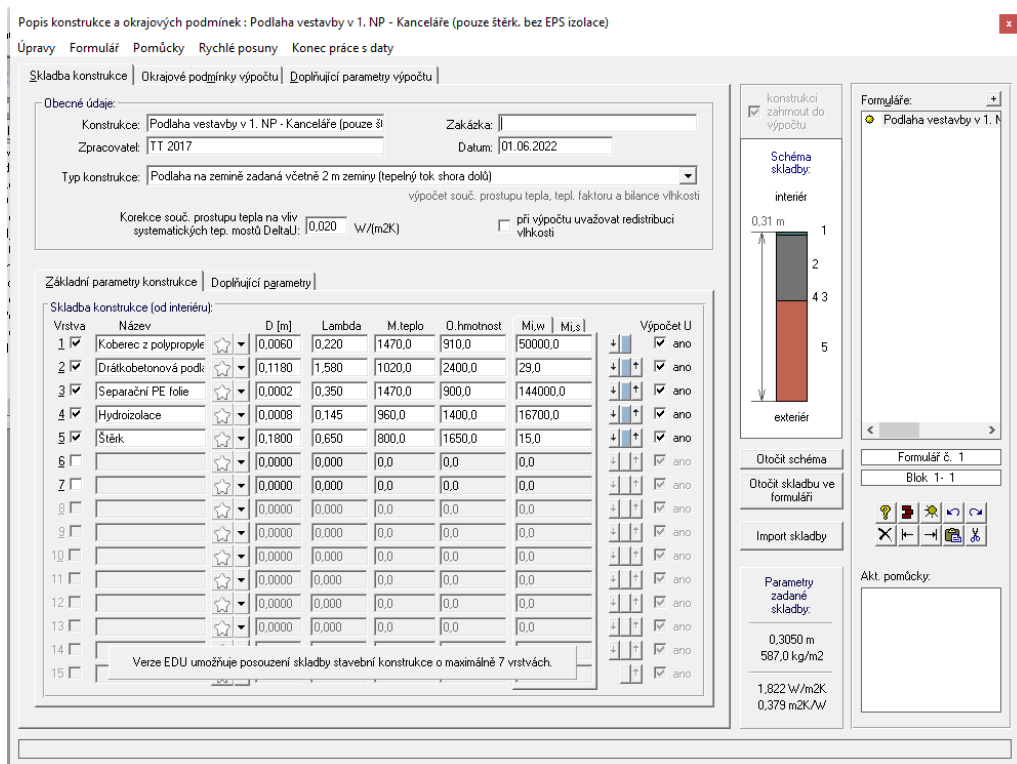 Popis konstrukce a okrajových podmínek : Podlaha vestavby v 1. NP - Kanceláře (pouze štěrk. bez EPS izolace)
x
Úpravy Formulář Pomůcky Rychlé posuny Konec práce s daty
Skladba konstrukce Okrajové podmínky výpočtu Doplňující parametry výpočtu
Obecné údaje:
Konstrukce: Podlaha vestavby v 1. NP - Kanceláře (pouze št Zakázka:
Zpracovatel: TT 2017 Datum: 01.06.2022
Typ konstrukce: Podlaha na zemině zadaná včetně 2 m zeminy (tepelný tok shora dolů)
výpočet souč. prostupu tepla, tepl. faktoru a bilance vlhkosti
Korekce souč. prostupu tepla na vliv
systematických tep. mostů DeltaU: 0,020 W/(m2K)
při výpočtu uvažovat redistribuci
vlhkosti
Základní parametry konstrukce Doplňující parametry
Skladba konstrukce (od interiéru):
Vrstva Název D [m] Lambda M.teplo O.hmotnost Mi,w Mi,s Výpočet U
1 Koberec z polypropyle 0,0060 0,220 1470,0 910,0 50000,0 ano
2 Drátkobetonová podla 0,1180 1,580 1020,0 2400,0 29,0 ano
3 Separační PE folie 0,0002 0,350 1470,0 900,0 144000,0 ano
4 Hydroizolace 0,0008 0,145 960,0 1400,0 16700,0 ano
5 Štěrk 0,1800 0,650 800,0 1650,0 15,0 ano
6 0,0000 0,000 0,0 0,0 0,0 ano
7 0,0000 0,000 0,0 0,0 0,0 ano
8 0,0000 0,000 0,0 0,0 0,0 ano
9 0,0000 0,000 0,0 0,0 0,0 ano
10 0,0000 0,000 0,0 0,0 0,0 ano
11 0,0000 0,000 0,0 0,0 0,0 ano
12 0,0000 0,000 0,0 0,0 0,0 ano
13 0,0000 0,000 0,0 0,0 0,0 ano
14 ano
Verze EDU umožňuje posouzení skladby stavební konstrukce o maximálně 7 vrstvách.
15 ano
konstrukci
zahrnout do
výpočtu
Schéma
skladby:
interiér
0,31 m
1
2
4 3
5
exteriér
Otočit schéma
Otočit skladbu ve
formuláři
Import skladby
Parametry
zadané
skladby:
0,3050 m
587,0 kg/m2
1,822 W/m2K
0,379 m2K/W
Formuláře: +
Podlaha vestavby v 1. N
Formulář č. 1
Blok 1- 1
Akt. pomůcky: